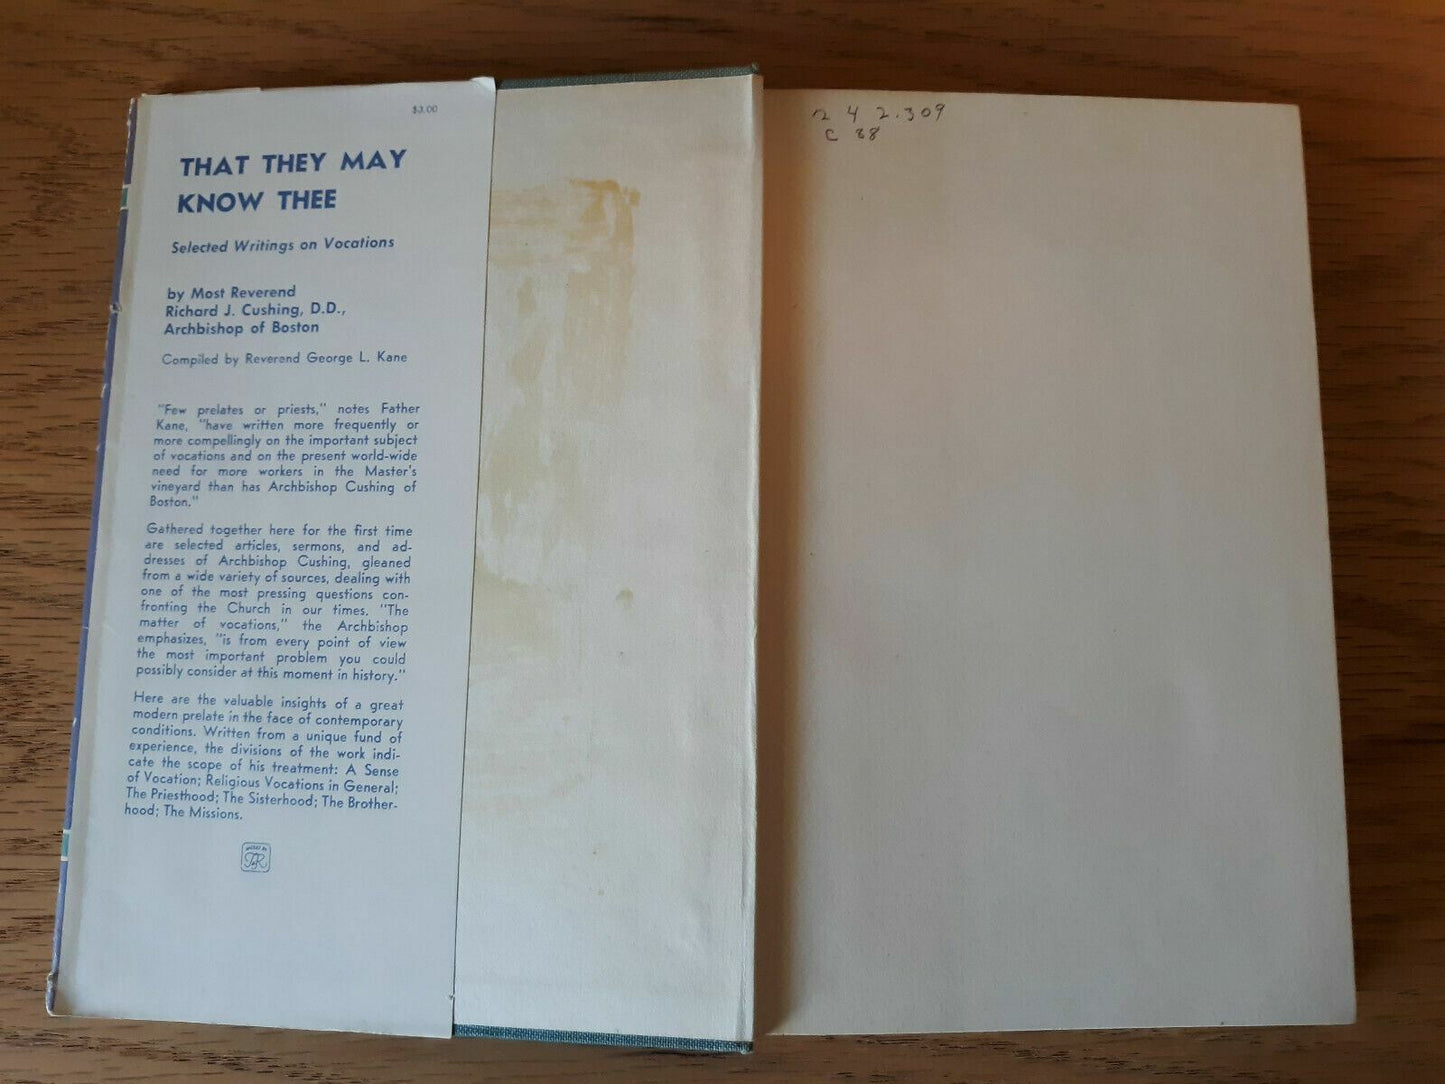 $3.00
THAT THEY MAY
KNOW THEE
Selected Writings on Vocations
by Most Reverend
Richard J. Cushing, D.D.,
Archbishop of Boston
Compiled by Reverend George L. Kane
"Few prelates or priests," notes Father
Kane, "have written more frequently or
more compellingly on the important subject
of vocations and on the present world-wide
need for more workers in the Master's
vineyard than has Archbishop Cushing of
Boston."
Gathered together here for the first time
are selected articles, sermons, and ad-
dresses of Archbishop Cushing, gleaned
from a wide variety of sources, dealing with
one of the most pressing questions con-
fronting the Church in our times. "The
matter of vocations," the Archbishop
emphasizes, "is from every point of view
the most important problem you could
possibly consider at this moment in history."
Here are the valuable insights of a great
modern prelate in the face of contemporary
conditions. Written from a unique fund of
experience, the divisions of the work indi-
cate the scope of his treatment: A Sense
of Vocation; Religious Vocations in General;
The Priesthood; The Sisterhood; The Brother-
hood; The Missions.
2 4 2.309
C 88